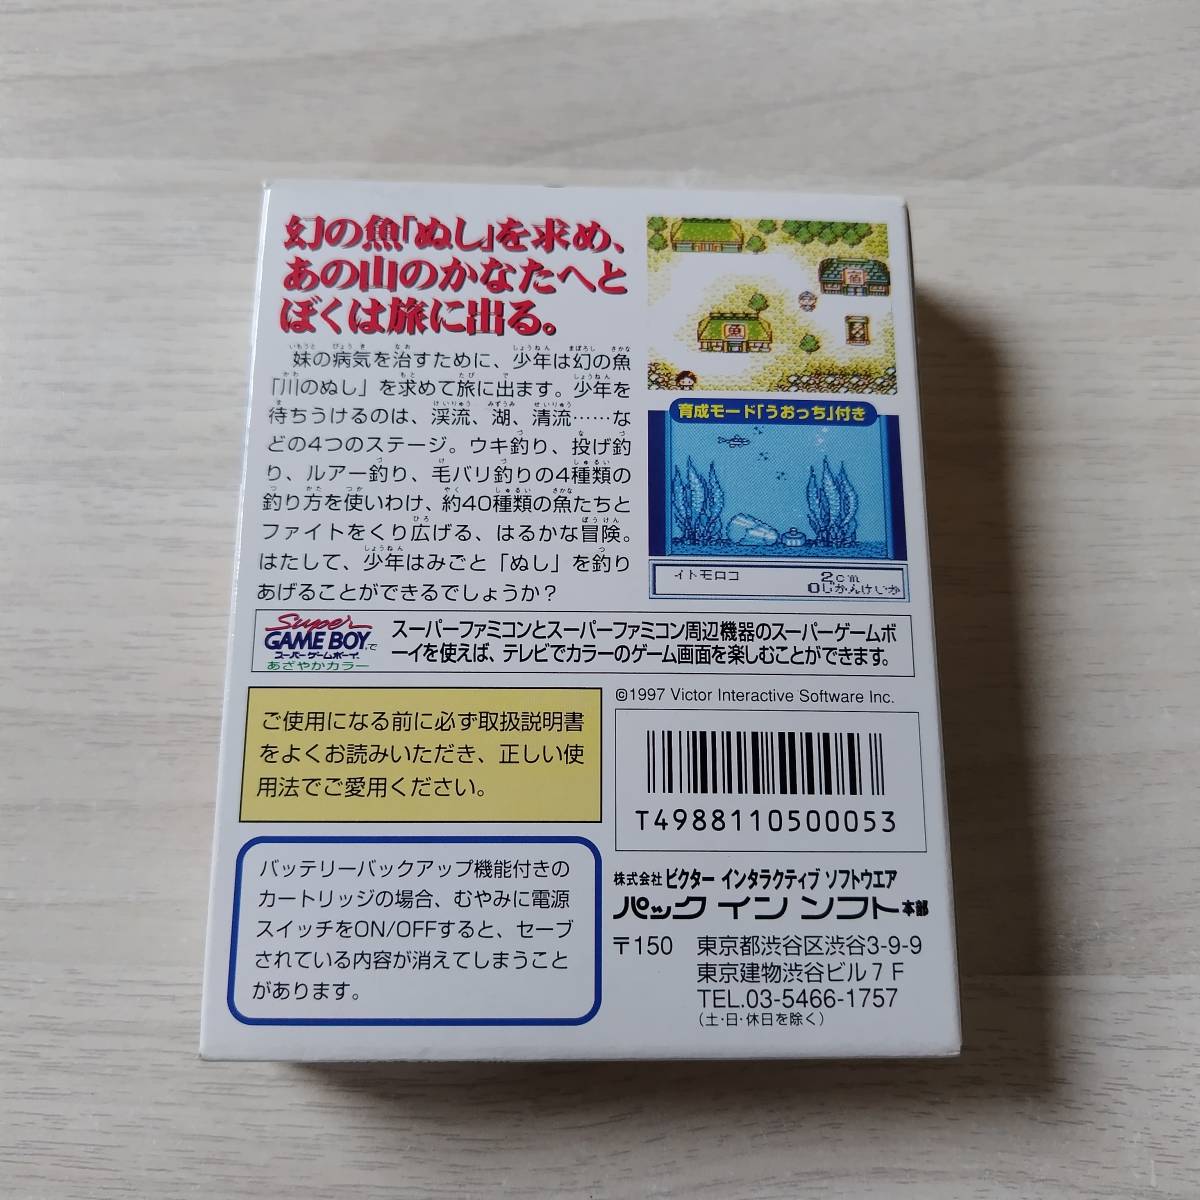 幻の魚「ぬし」を求め、
あの山のかなたへと
ぼくは旅に出る。
妹の病気を治すために、少年は幻の魚
「川のぬし」を求めて旅に出ます。少年を
待ちうけるのは、渓流、湖、清流……な
どの4つのステージ。ウキ釣り、投げ釣
り、ルアー釣り、毛バリ釣りの4種類の
釣り方を使いわけ、約40種類の魚たちと
ファイトをくり広げる、はるかな冒険。
はたして、少年はみごと「ぬし」を釣り
あげることができるでしょうか?
宿
魚
育成モード「うおっち」付き
イトモロコ 2cm
0じかんけいか
Super
GAME BOY で
スーパーゲームボーイ
あざやかカラー
スーパーファミコンとスーパーファミコン周辺機器のスーパーゲームボ
ーイを使えば、テレビでカラーのゲーム画面を楽しむことができます。
©1997 Victor Interactive Software Inc.
ご使用になる前に必ず取扱説明書
をよくお読みいただき、正しい使
用法でご愛用ください。
T4988110500053
バッテリーバックアップ機能付きの
カートリッジの場合、むやみに電源
スイッチをON/OFFすると、セーブ
されている内容が消えてしまうこと
があります。
株式会社 ビクター インタラクティブ ソフトウエア
パック イン ソフト本部
〒150 東京都渋谷区渋谷3-9-9
東京建物渋谷ビル7F
TEL.03-5466-1757
(土・日・休日を除く)